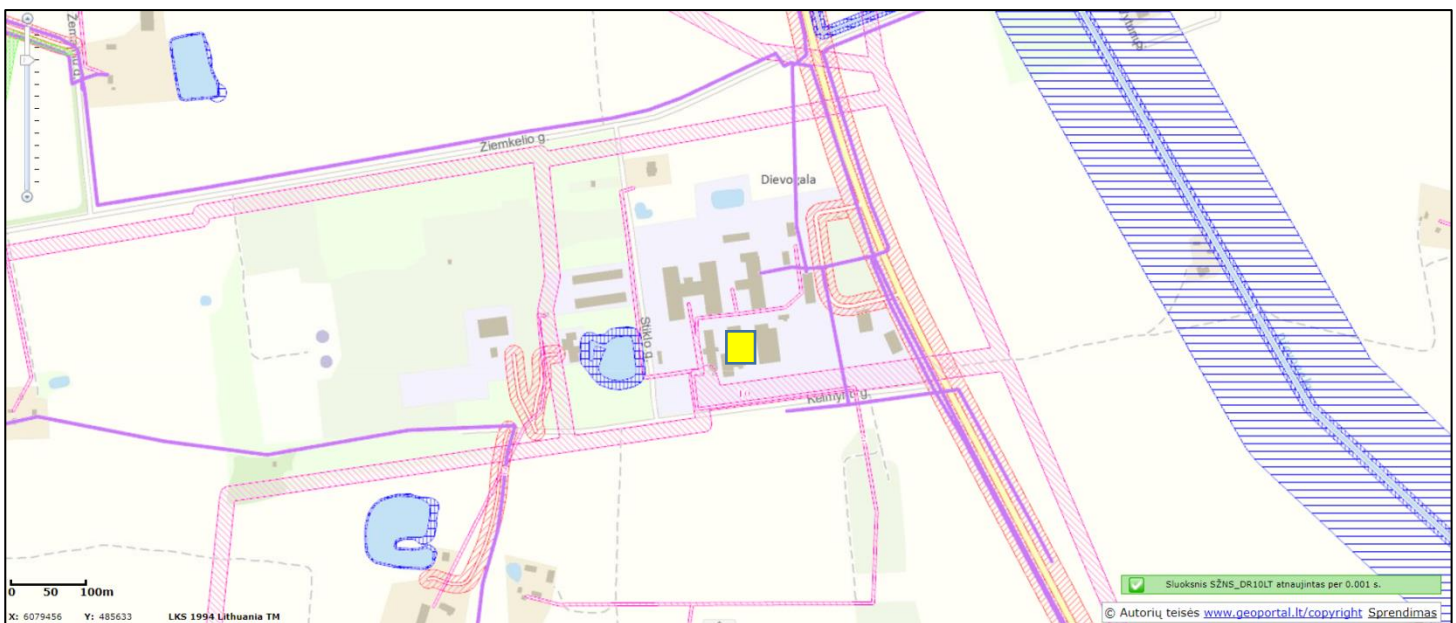 Žiemkelio g.
Dievogala
Stiklo g.
0 50 100m
X: 6079456 Y: 485633 LKS 1994 Lithuania TM
Sluoksnis SŽNS_DR10LT atnaujintas per 0.001 s.
© Autorių teisės www.geoportal.lt/copyright Sprendimas